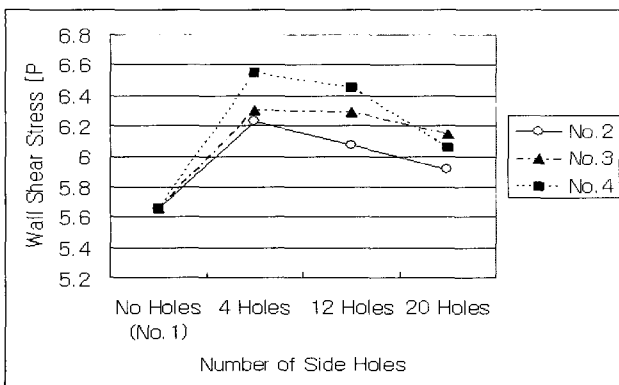 6.8
6.6
6.4
6.2
6
5.8
5.6
5.4
5.2
Wall Shear Stress [P
No Holes 4 Holes 12 Holes 20 Holes
(No. 1)
Number of Side Holes
No. 2
No. 3
No. 4